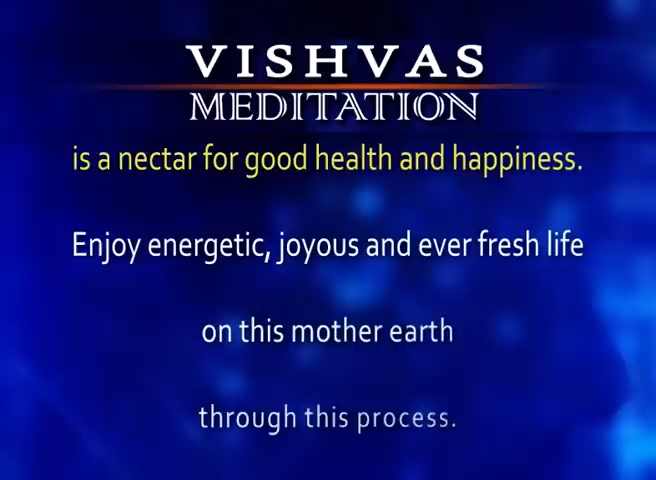 VISHVAS
MEDITATION
is a nectar for good health and happiness.
Enjoy energetic, joyous and ever fresh life
on this mother earth
through this process.